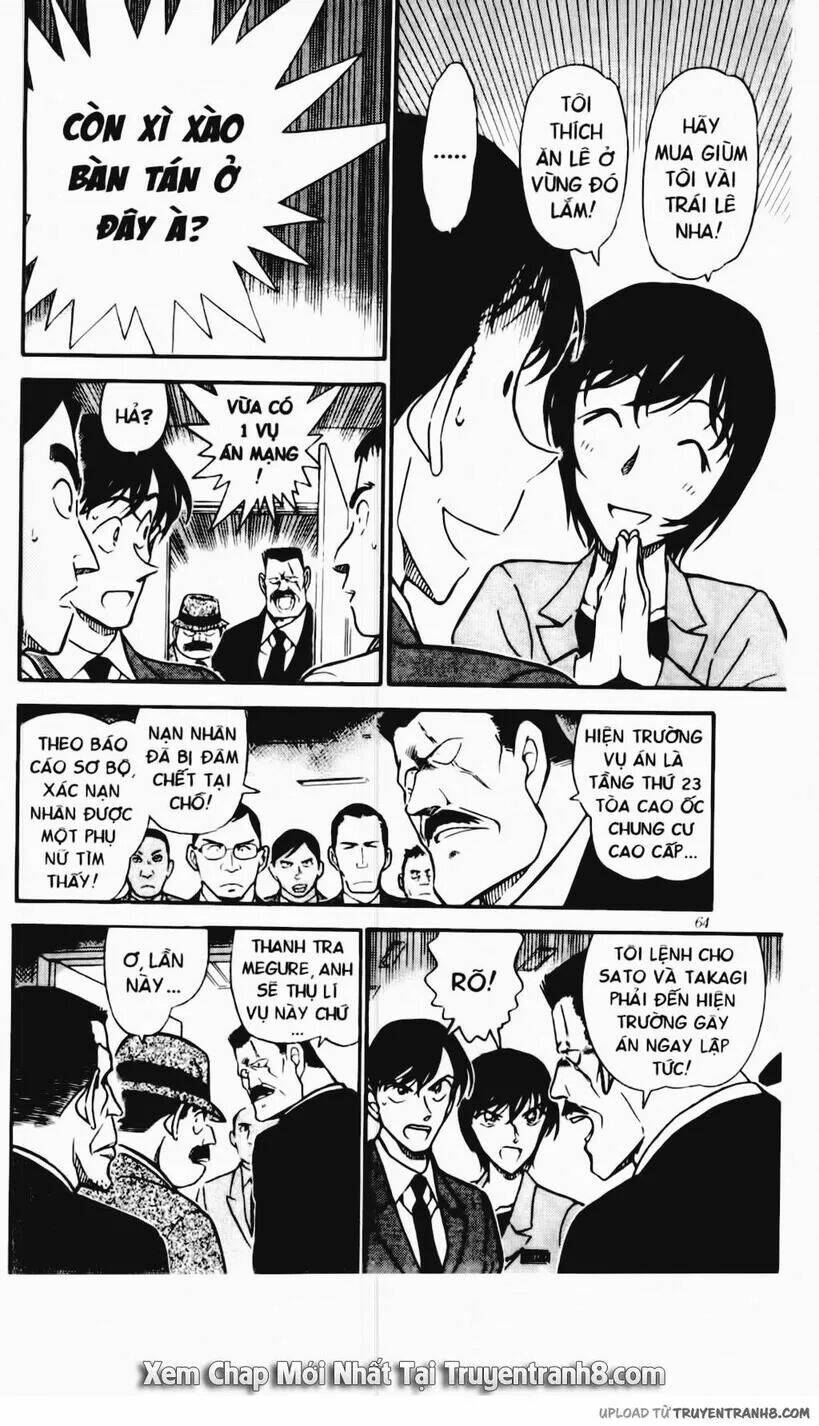 HÃY
MUA GIÙM
TÔI VÀI
TRÁI LÊ
NHA!
TÔI
THÍCH
ĂN LÊ Ở
VÙNG ĐÓ
LẮM!
......
CÒN XÌ XÀO
BÀN TÁN Ở
ĐÂY À?
VỪA CÓ
1 VỤ
ÁN MẠNG
!
HẢ?
HIỆN TRƯỜNG
VỤ ÁN LÀ
TẦNG THỨ 23
TÒA CAO ỐC
CHUNG CƯ
CAO CẤP...
NẠN NHÂN
ĐÃ BỊ ĐÂM
CHẾT TẠI
CHỖ!
THEO BÁO
CÁO SƠ BỘ,
XÁC NẠN
NHÂN ĐƯỢC
MỘT PHỤ
NỮ TÌM
THẤY!
64
TÔI LỆNH CHO
SATO VÀ TAKAGI
PHẢI ĐẾN HIỆN
TRƯỜNG GÂY
ÁN NGAY LẬP
TỨC!
RÕ!
THANH TRA
MEGURE, ANH
SẼ THỤ LÍ
VỤ NÀY CHỨ
...
Ơ, LẦN
NÀY...
Xem Chap Mới Nhất Tại Truyentranh8.com
UPLOAD TỪ TRUYENTRANH8.COM